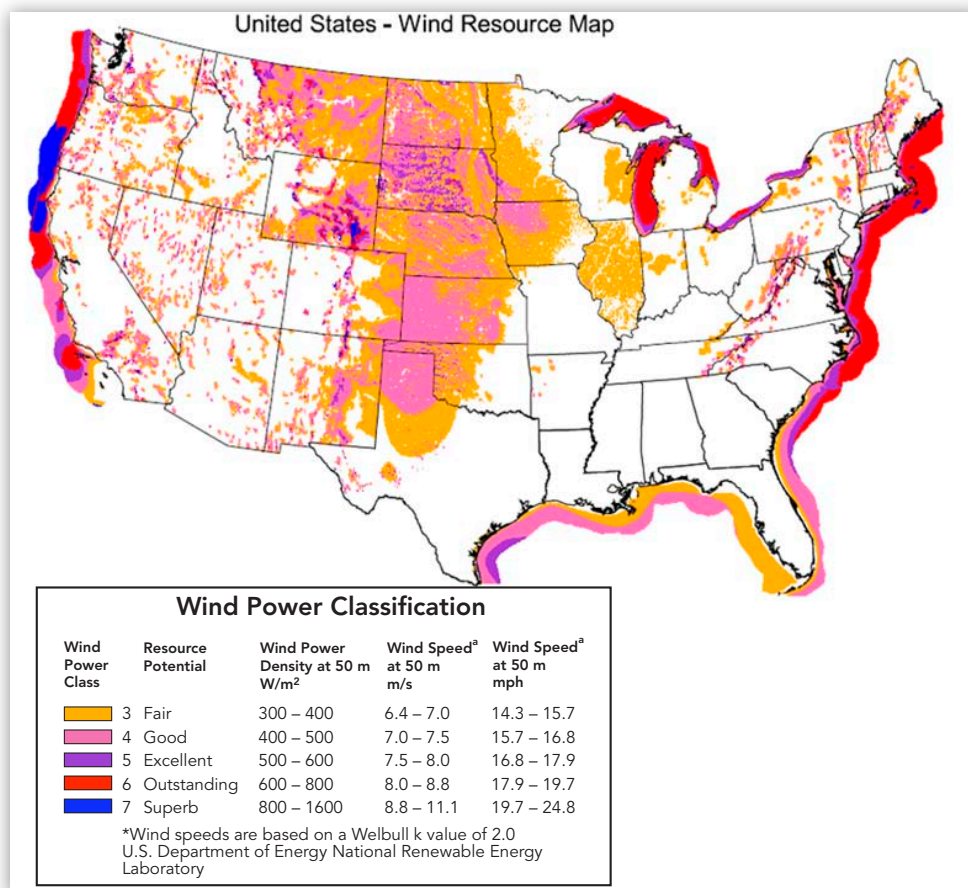 United States - Wind Resource Map
Wind Power Classification
Wind Power Class Resource Potential Wind Power Density at 50 m W/m² Wind Speedᵃ at 50 m m/s Wind Speedᵃ at 50 m mph
3 Fair 300 – 400 6.4 – 7.0 14.3 – 15.7
4 Good 400 – 500 7.0 – 7.5 15.7 – 16.8
5 Excellent 500 – 600 7.5 – 8.0 16.8 – 17.9
6 Outstanding 600 – 800 8.0 – 8.8 17.9 – 19.7
7 Superb 800 – 1600 8.8 – 11.1 19.7 – 24.8
*Wind speeds are based on a Welbull k value of 2.0
U.S. Department of Energy National Renewable Energy
Laboratory